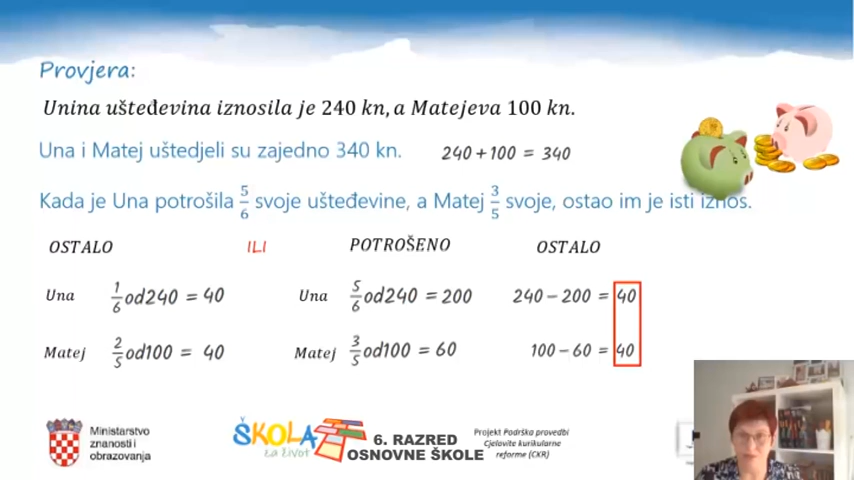 Provjera:
Unina ušteđevina iznosila je 240 kn, a Matejeva 100 kn.
Una i Matej uštedjeli su zajedno 340 kn. 240 + 100 = 340
Kada je Una potrošila 5/6 svoje ušteđevine, a Matej 3/5 svoje, ostao im je isti iznos.
OSTALO ILI POTROŠENO OSTALO
Una 1/6 od 240 = 40 Una 5/6 od 240 = 200 240 − 200 = 40
Matej 2/5 od 100 = 40 Matej 3/5 od 100 = 60 100 − 60 = 40
Ministarstvo
znanosti i
obrazovanja
ŠKOLA
za život
6. RAZRED
OSNOVNE ŠKOLE
Projekt Podrška provedbi
Cjelovite kurikularne
reforme (CKR)